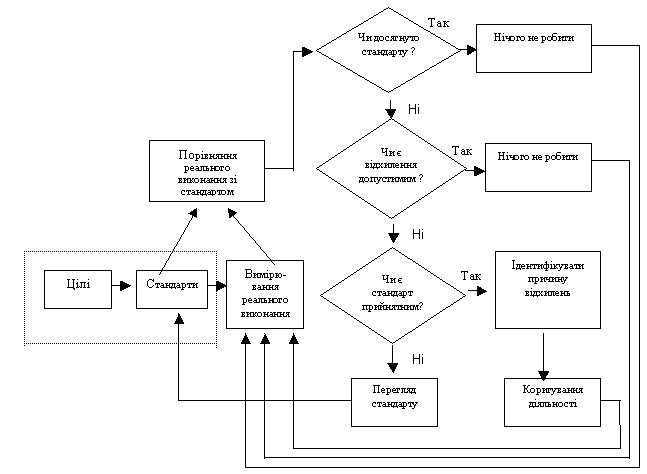 Так
Чи досягнуто
стандарту ?
Нічого не робити
Ні
Порівняння
реального
виконання зі
стандартом
Чи є
відхилення
допустимим ?
Так
Нічого не робити
Ні
Цілі
Стандарти
Вимірю-
вання
реального
виконання
Чи є
стандарт
прийнятним?
Так
Ідентифікувати
причину
відхилень
Ні
Перегляд
стандарту
Коригування
діяльності